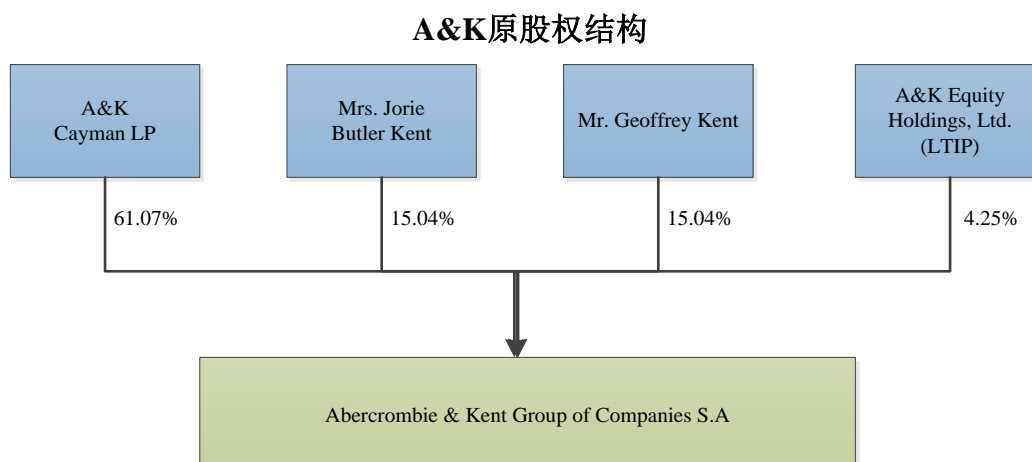 A&K原股权结构
A&K
Cayman LP
Mrs. Jorie
Butler Kent
Mr. Geoffrey Kent
A&K Equity
Holdings, Ltd.
(LTIP)
61.07%
15.04%
15.04%
4.25%
Abercrombie & Kent Group of Companies S.A